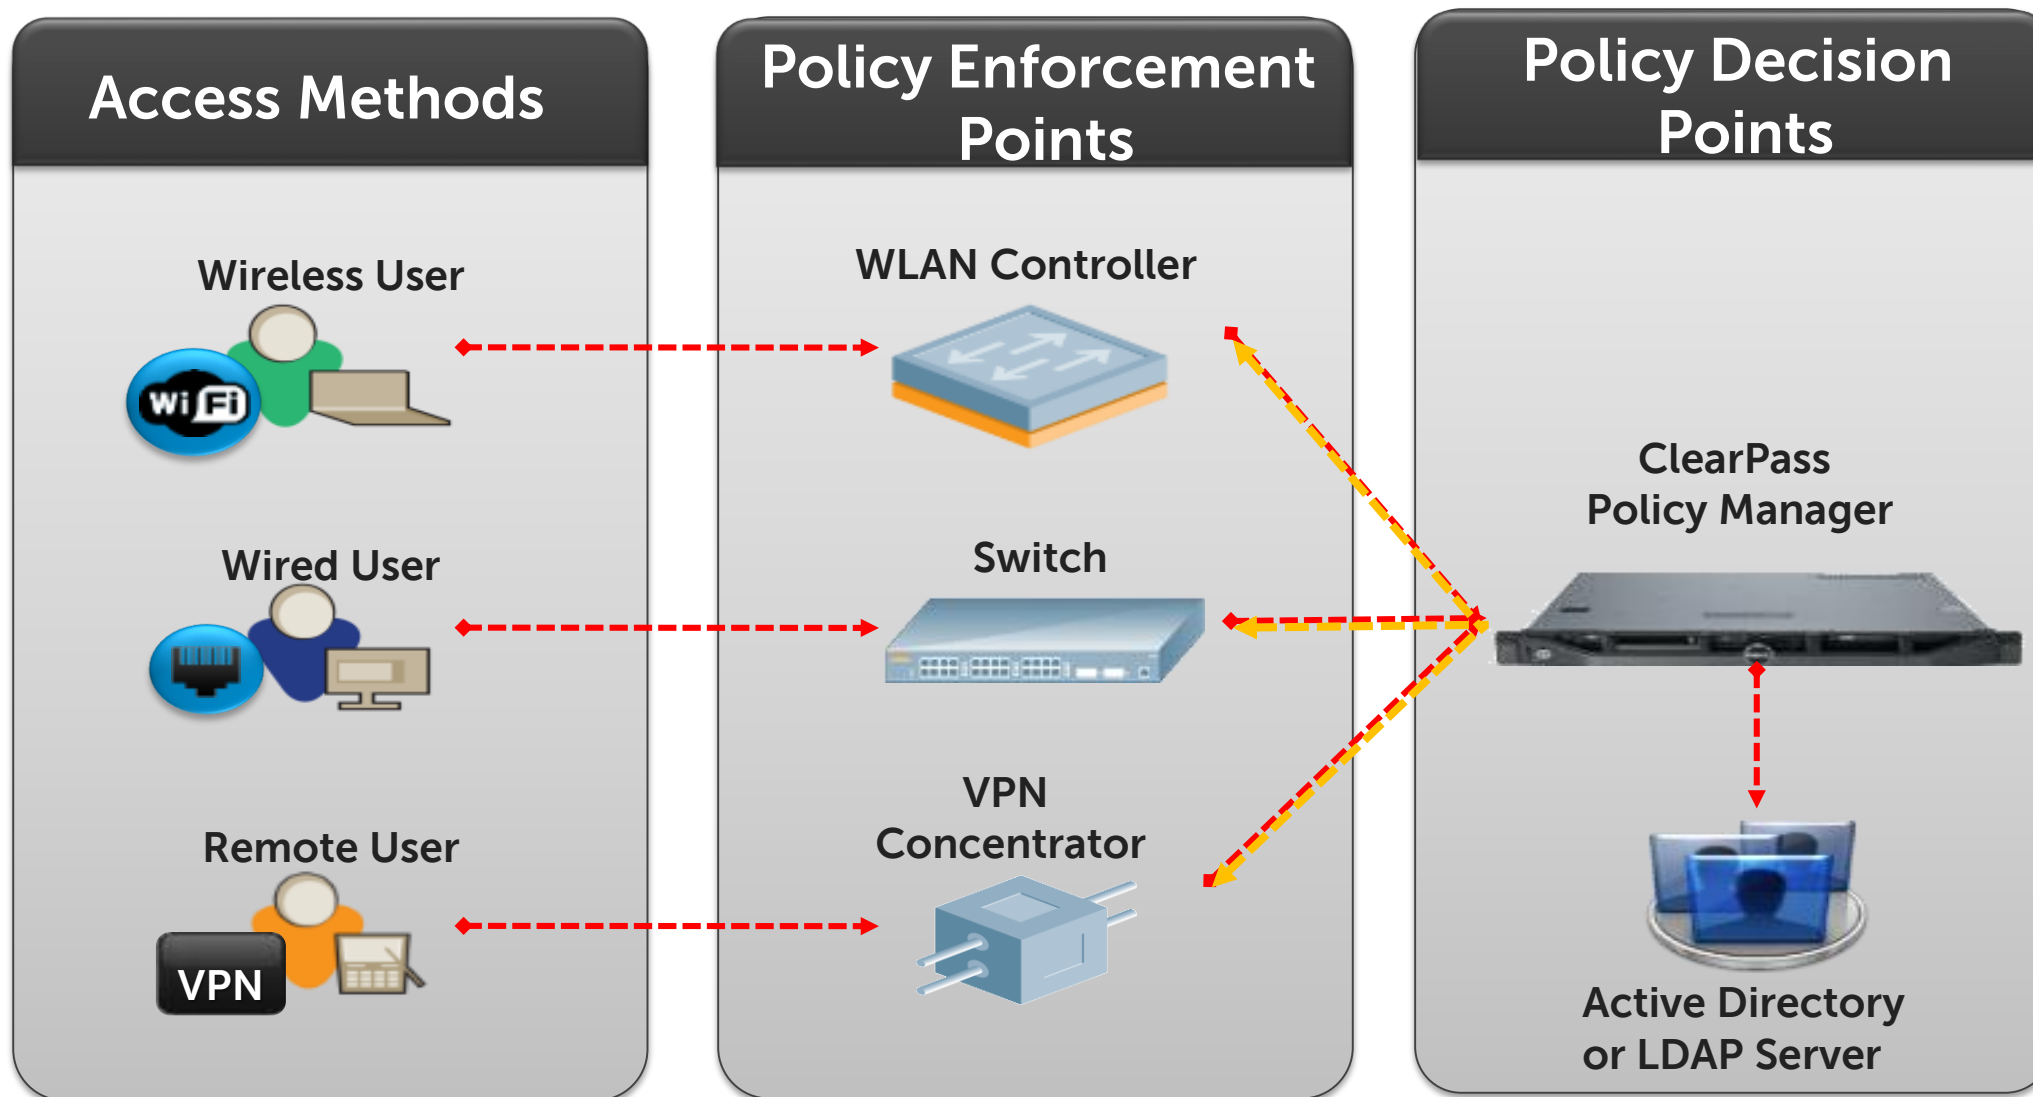 Access Methods
Wireless User
Wi Fi
Wired User
Remote User
VPN
Policy Enforcement
Points
WLAN Controller
Switch
VPN
Concentrator
Policy Decision
Points
ClearPass
Policy Manager
Active Directory
or LDAP Server